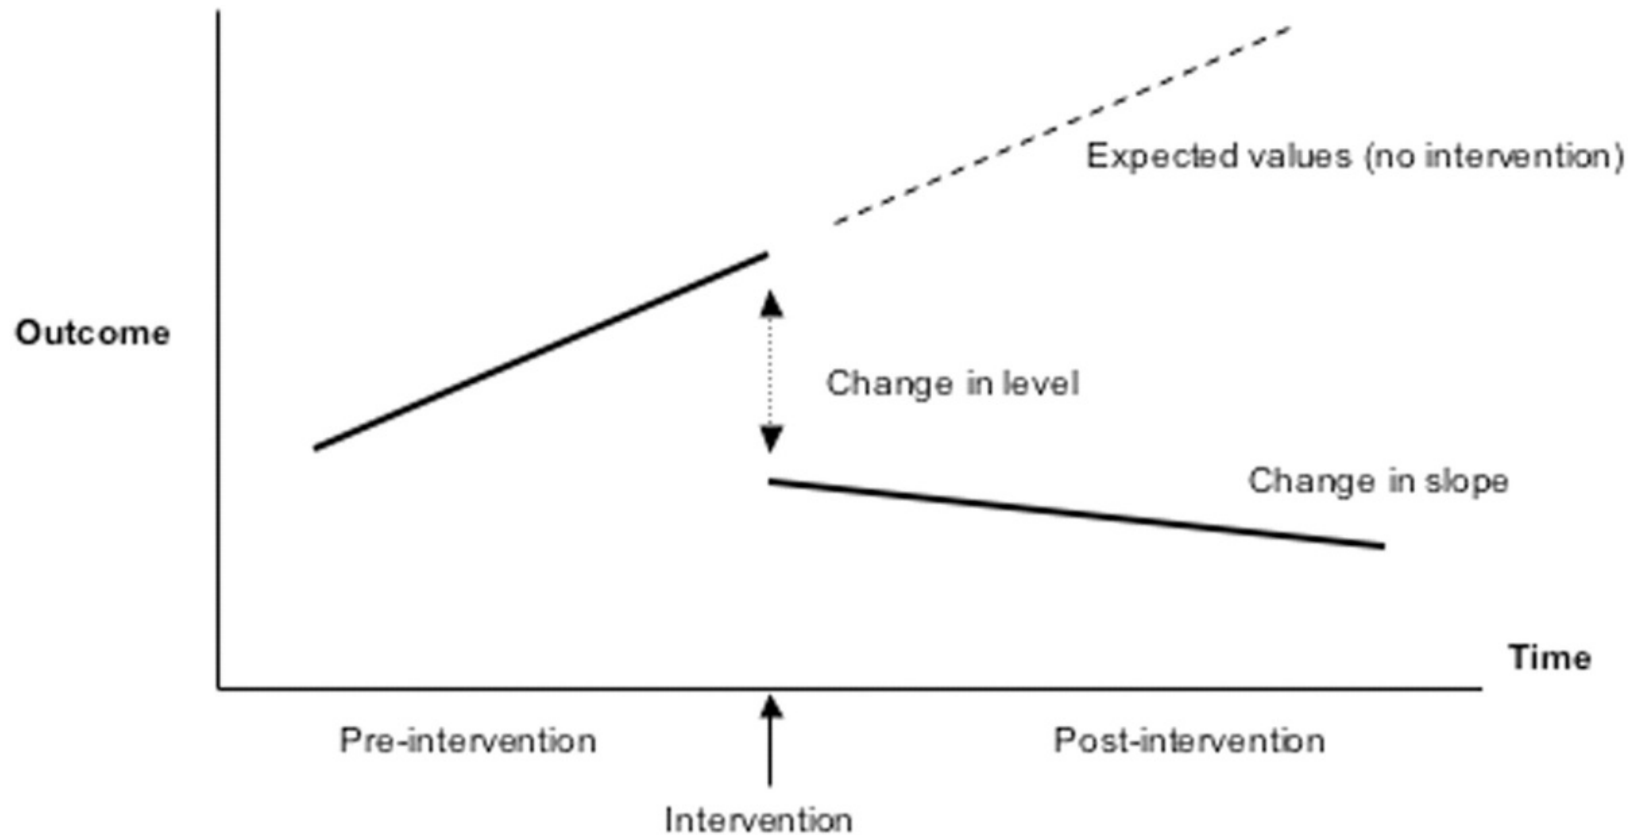 Expected values (no intervention)
Outcome
Change in level
Change in slope
Time
Pre-intervention
Post-intervention
Intervention